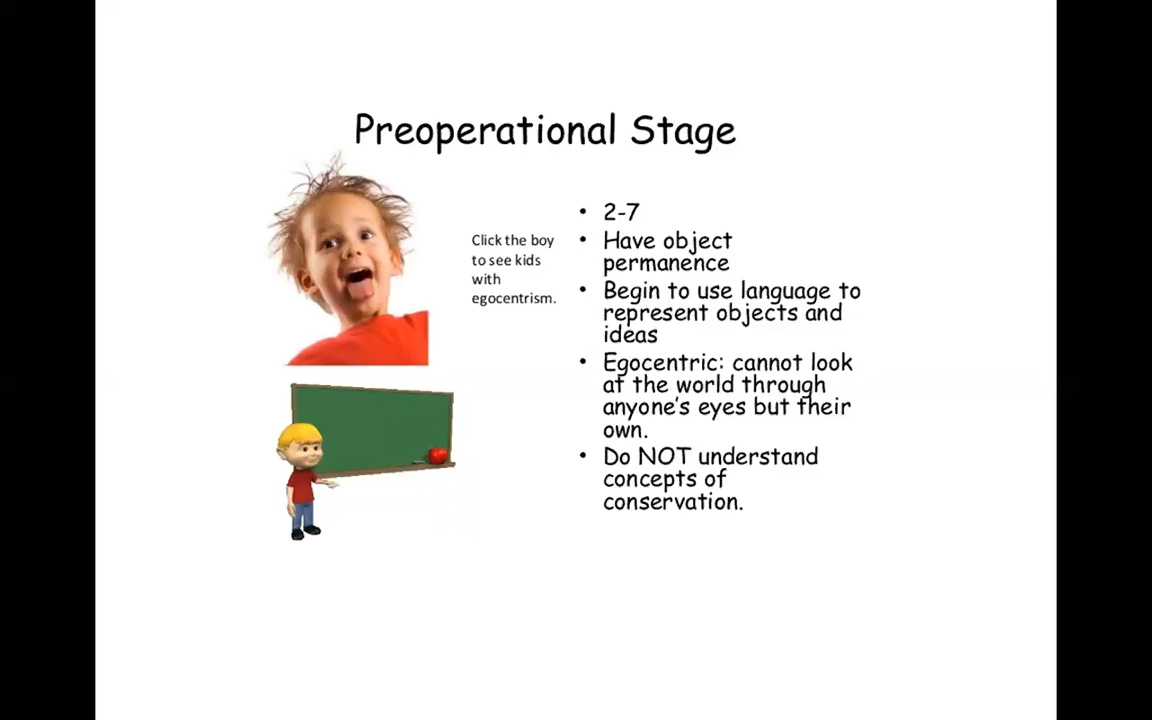 Preoperational Stage
Click the boy
to see kids
with
egocentrism.
• 2-7
• Have object
permanence
• Begin to use language to
represent objects and
ideas
• Egocentric: cannot look
at the world through
anyone’s eyes but their
own.
• Do NOT understand
concepts of
conservation.